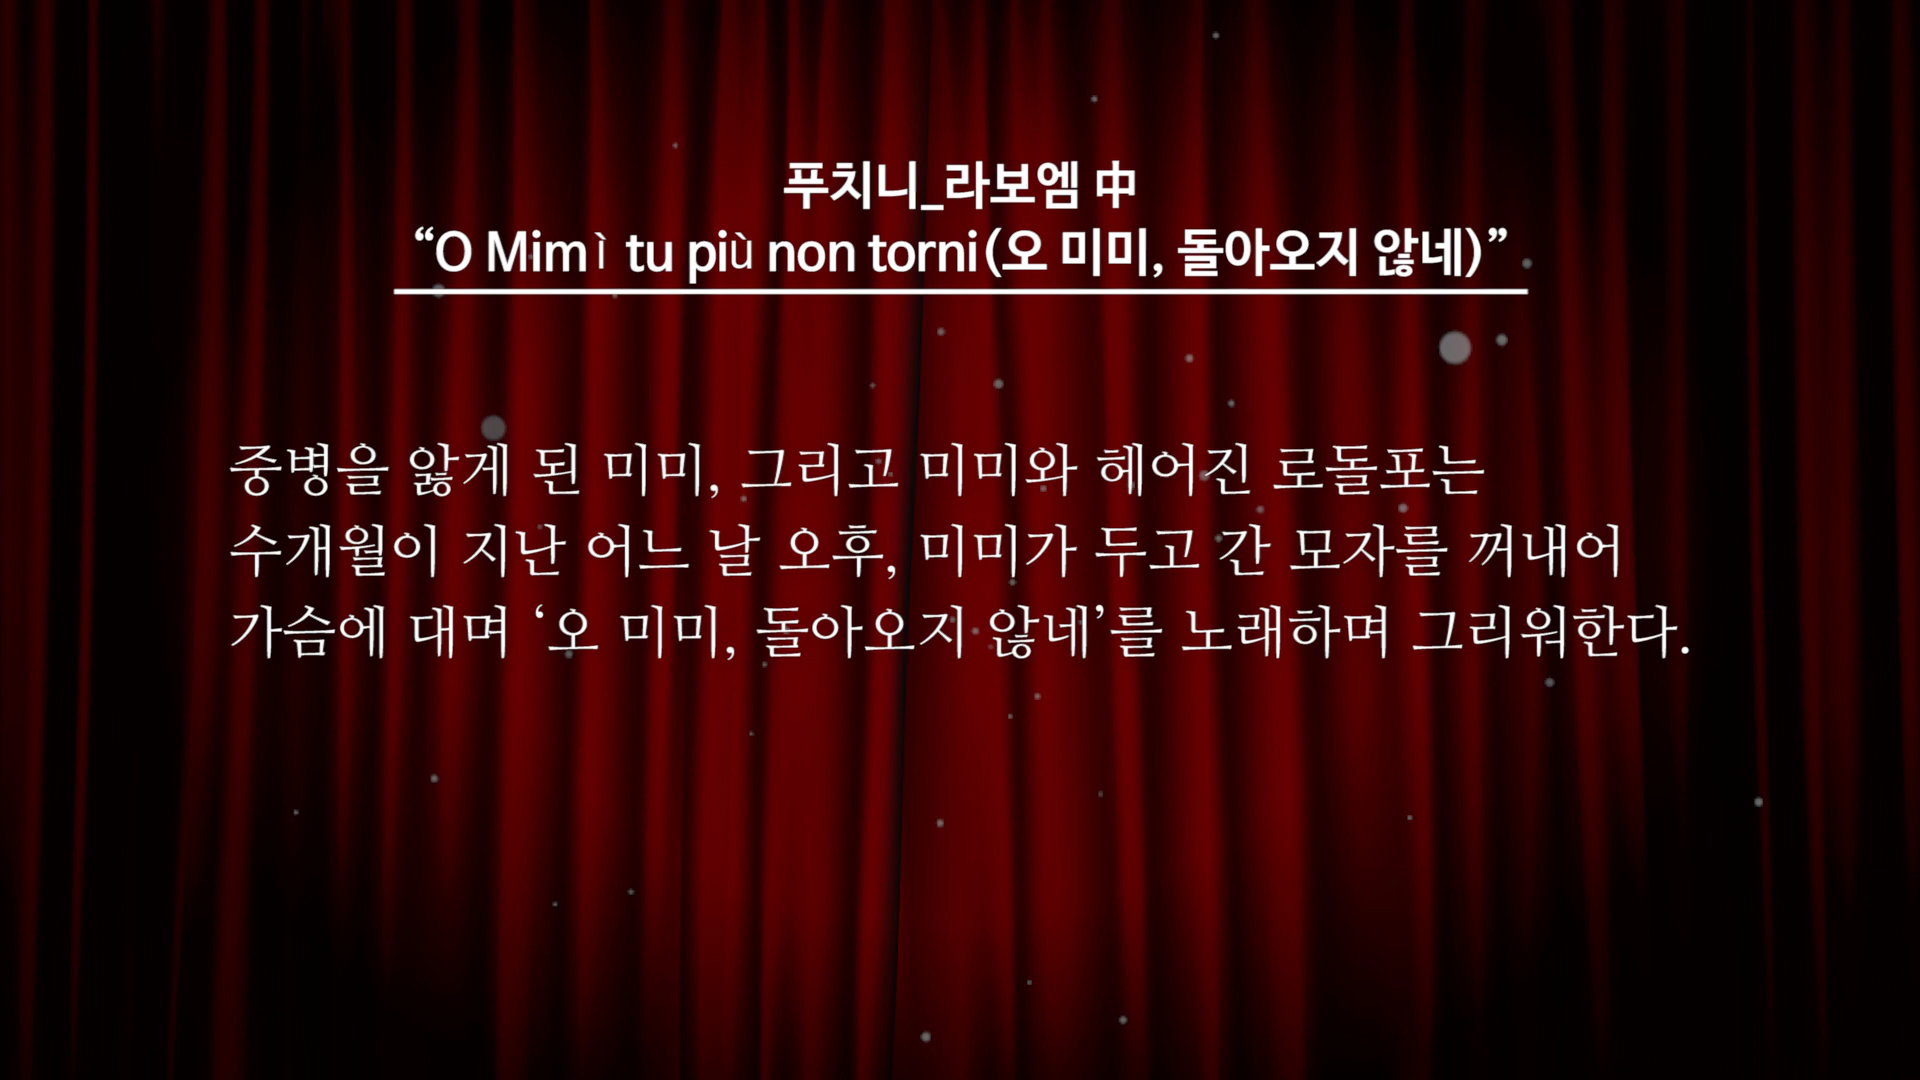 푸치니_라보엠 中
“O Mimì tu più non torni(오 미미, 돌아오지 않네)”
중병을 앓게 된 미미, 그리고 미미와 헤어진 로돌포는
수개월이 지난 어느 날 오후, 미미가 두고 간 모자를 꺼내어
가슴에 대며 ‘오 미미, 돌아오지 않네’를 노래하며 그리워한다.